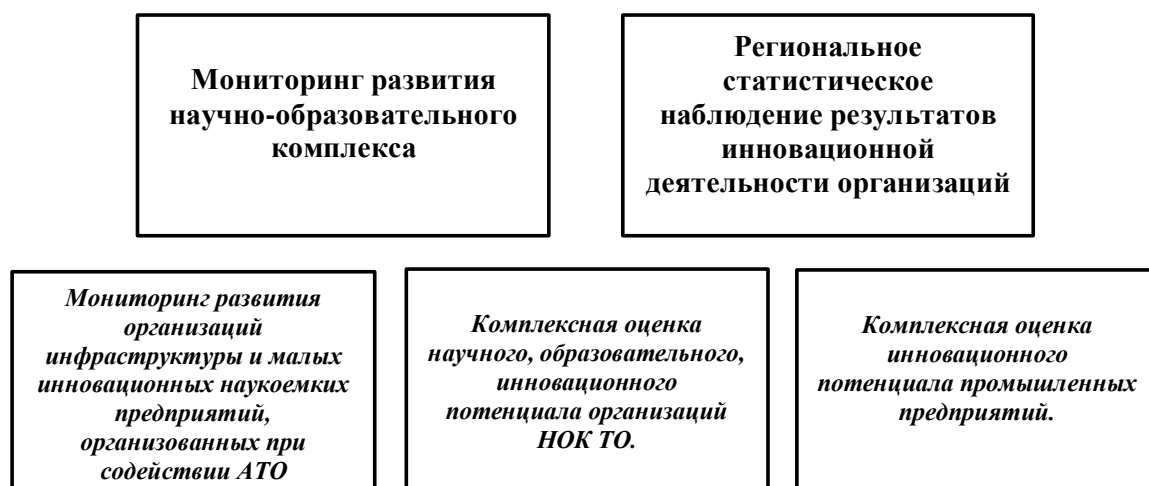 Мониторинг развития
научно-образовательного
комплекса
Региональное
статистическое
наблюдение результатов
инновационной
деятельности организаций
Мониторинг развития
организаций
инфраструктуры и малых
инновационных наукоемких
предприятий,
организованных при
содействии АТО
Комплексная оценка
научного, образовательного,
инновационного
потенциала организаций
НОК ТО.
Комплексная оценка
инновационного
потенциала промышленных
предприятий.